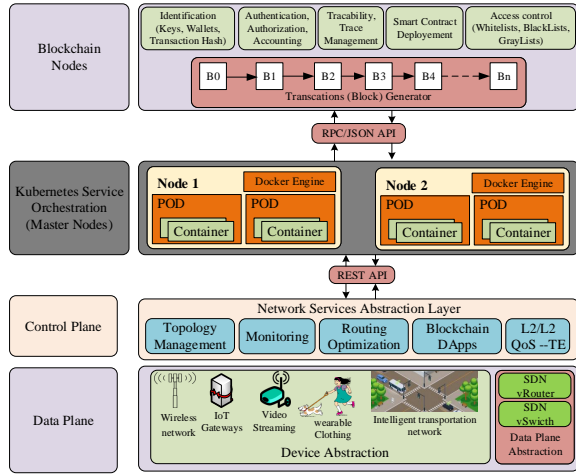 Blockchain
Nodes
Identification
(Keys, Wallets,
Transaction Hash)
Authentication,
Authorization,
Accounting
Tracability,
Trace
Management
Smart Contract
Deployement
Access control
(Whitelists, BlackLists,
GrayLists)
B0 B1 B2 B3 B4 Bn
Transcations (Block) Generator
RPC/JSON API
Kubernetes Service
Orchestration
(Master Nodes)
Node 1
Docker Engine
POD
Container
POD
Container
Node 2
Docker Engine
POD
Container
POD
Container
REST API
Control Plane
Network Services Abstraction Layer
Topology
Management
Monitoring
Routing
Optimization
Blockchain
DApps
L2/L2
QoS --TE
Data Plane
Wireless
network
IoT
Gateways
Video
Streaming
wearable
Clothing
Intelligent transportation
network
Device Abstraction
SDN
vRouter
SDN
vSwicth
Data Plane
Abstraction